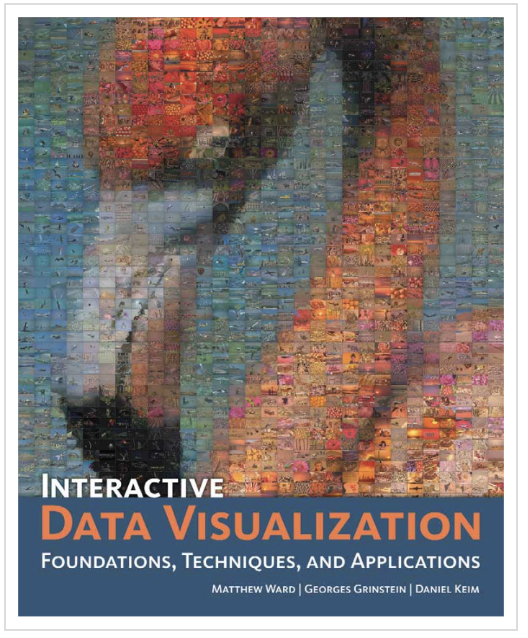 INTERACTIVE
DATA VISUALIZATION
FOUNDATIONS, TECHNIQUES, AND APPLICATIONS
MATTHEW WARD | GEORGES GRINSTEIN | DANIEL KEIM